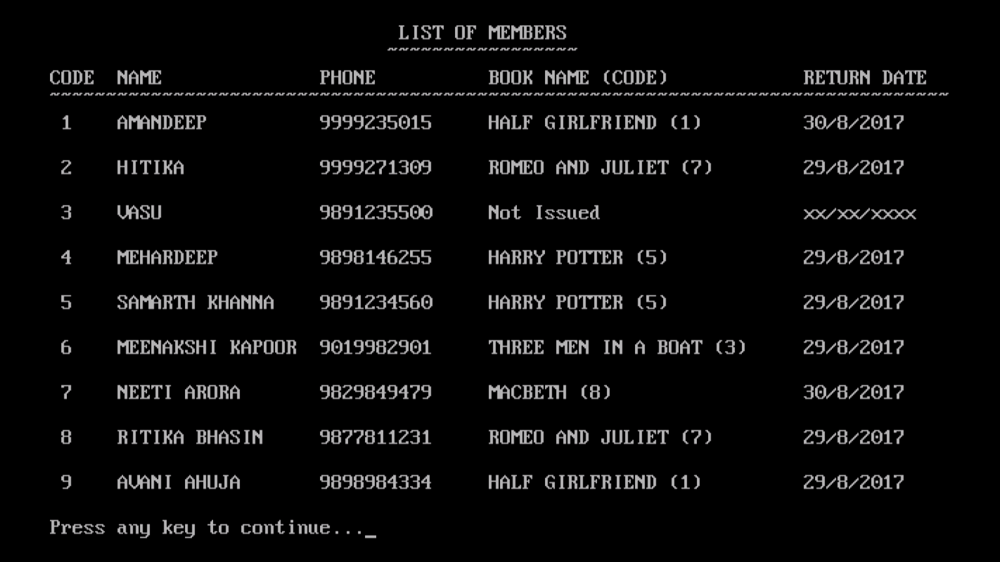 LIST OF MEMBERS
~~~~~~~~~~~~~~~~~
CODE NAME PHONE BOOK NAME (CODE) RETURN DATE
~~~~~~~~~~~~~~~~~~~~~~~~~~~~~~~~~~~~~~~~~~~~~~~~~~~~~~~~~~~~~~~~~~~~~~~~~~~~~~~~
1 AMANDEEP 9999235015 HALF GIRLFRIEND (1) 30/8/2017
2 HITIKA 9999271309 ROMEO AND JULIET (7) 29/8/2017
3 VASU 9891235500 Not Issued xx/xx/xxxx
4 MEHARDEEP 9898146255 HARRY POTTER (5) 29/8/2017
5 SAMARTH KHANNA 9891234560 HARRY POTTER (5) 29/8/2017
6 MEENAKSHI KAPOOR 9019982901 THREE MEN IN A BOAT (3) 29/8/2017
7 NEETI ARORA 9829849479 MACBETH (8) 30/8/2017
8 RITIKA BHASIN 9877811231 ROMEO AND JULIET (7) 29/8/2017
9 AVANI AHUJA 9898984334 HALF GIRLFRIEND (1) 29/8/2017
Press any key to continue..._